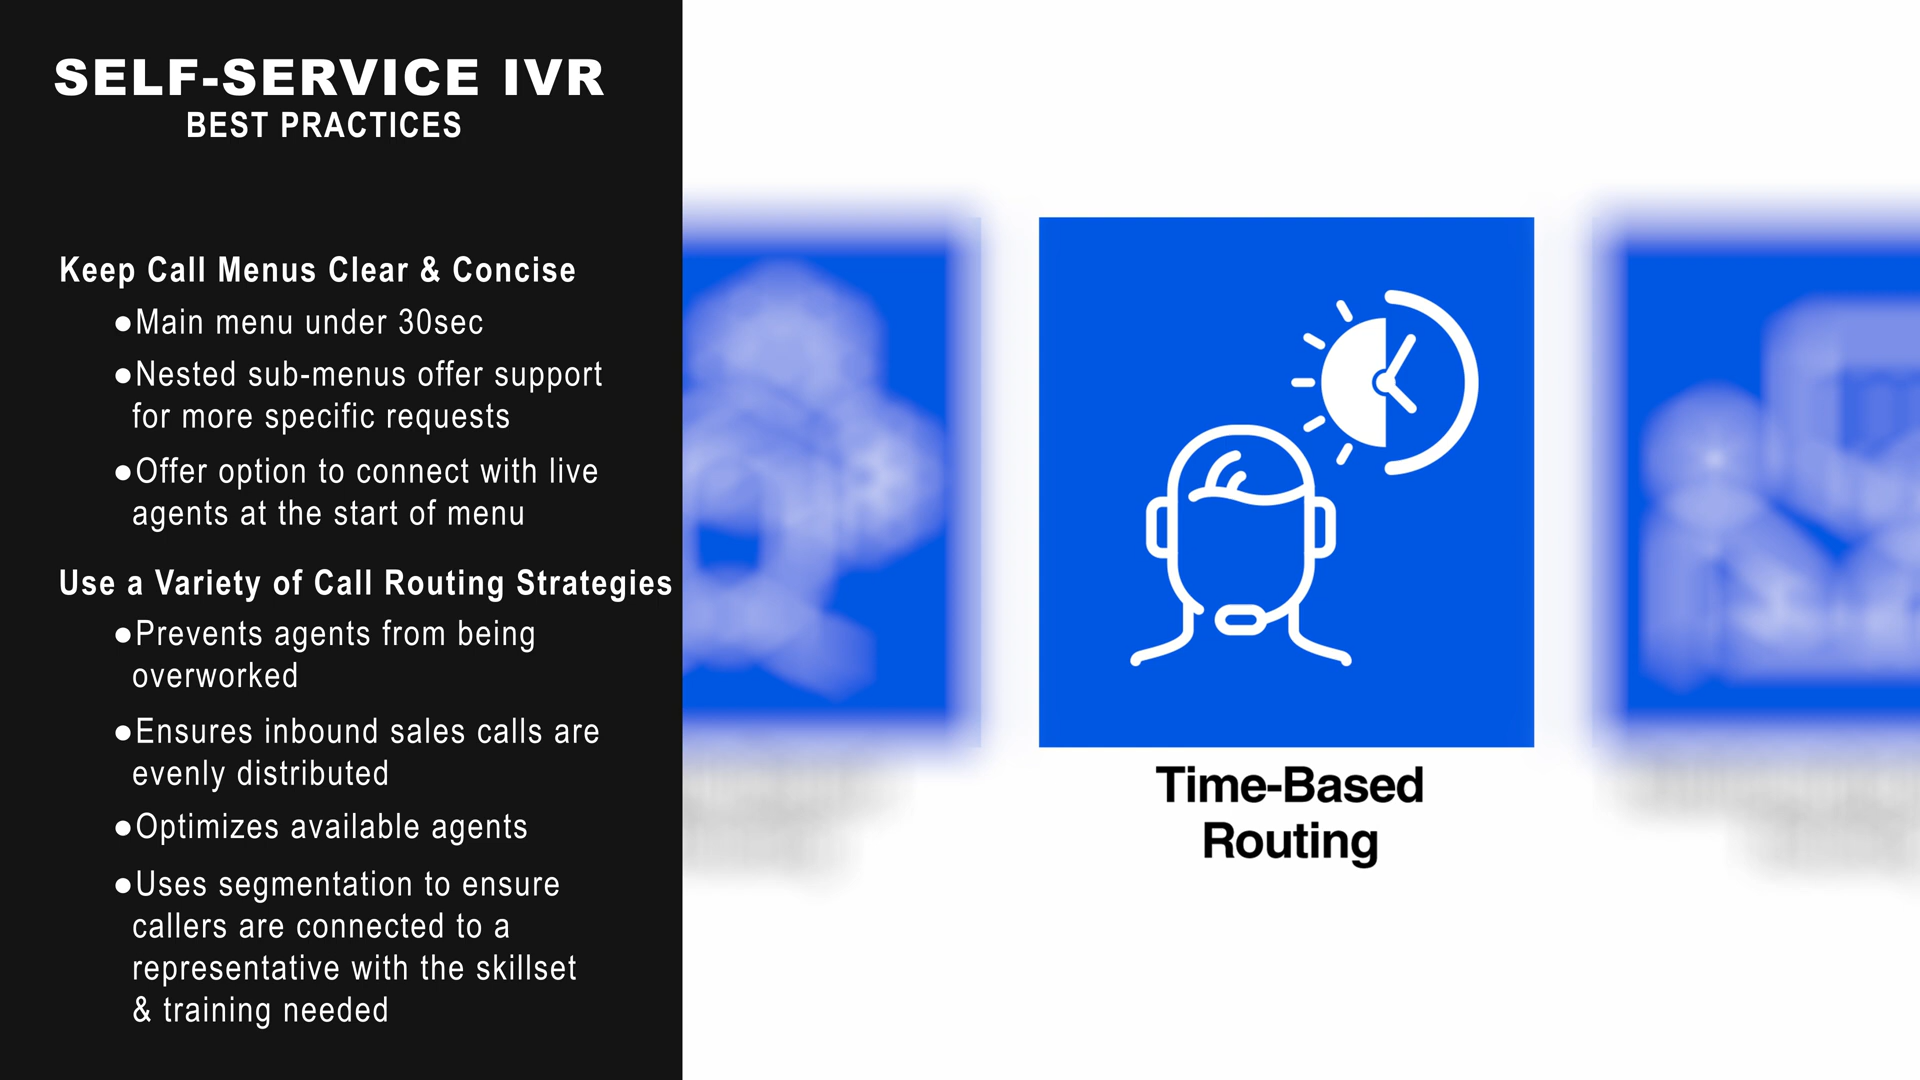 SELF-SERVICE IVR
BEST PRACTICES
Keep Call Menus Clear & Concise
●Main menu under 30sec
●Nested sub-menus offer support
for more specific requests
●Offer option to connect with live
agents at the start of menu
Use a Variety of Call Routing Strategies
●Prevents agents from being
overworked
●Ensures inbound sales calls are
evenly distributed
●Optimizes available agents
●Uses segmentation to ensure
callers are connected to a
representative with the skillset
& training needed
Time-Based
Routing